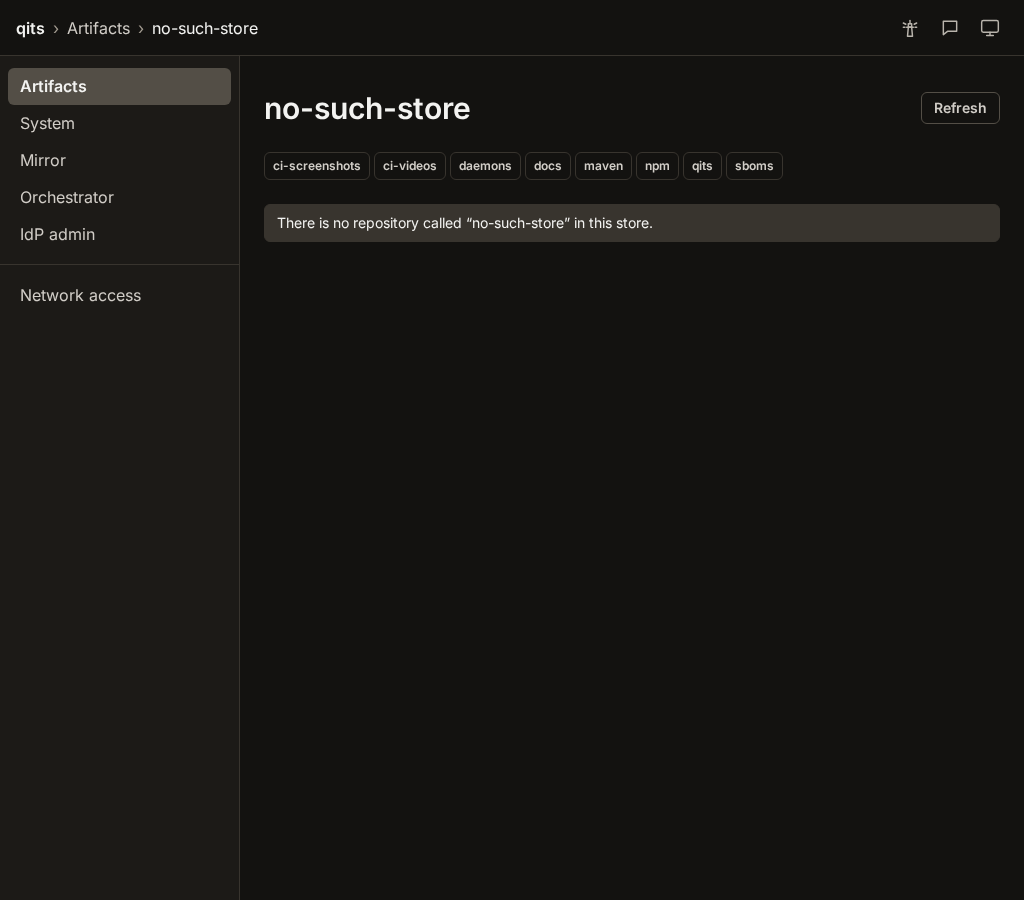 qits › Artifacts › no-such-store
Artifacts
System
Mirror
Orchestrator
IdP admin
Network access
no-such-store
Refresh
ci-screenshots ci-videos daemons docs maven npm qits sboms
There is no repository called “no-such-store” in this store.